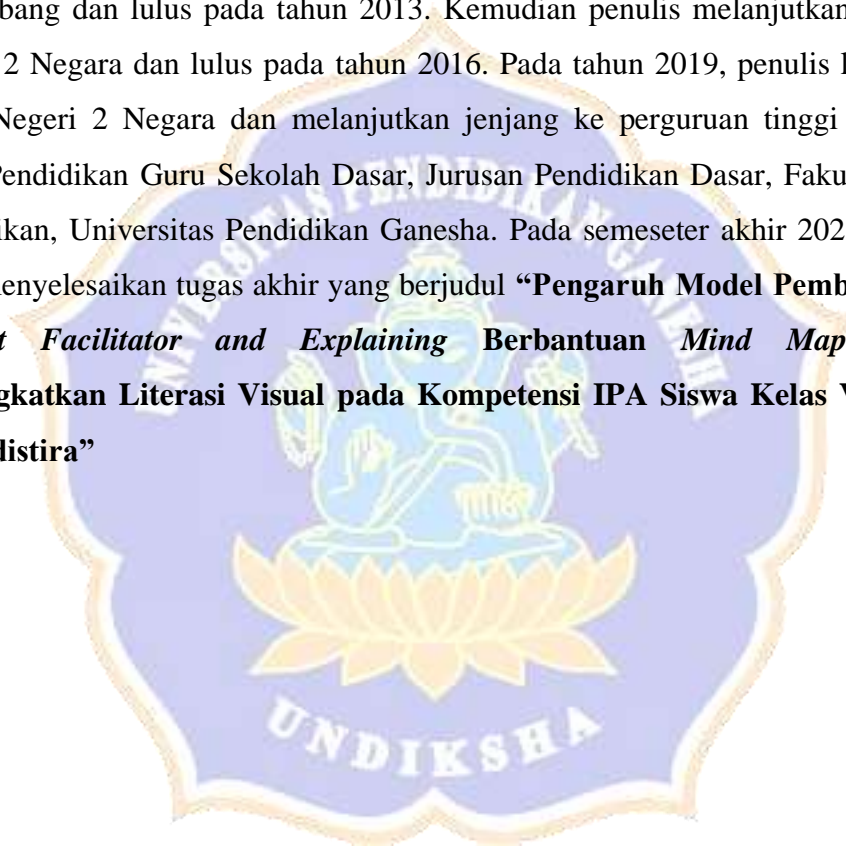 bang dan lulus pada tahun 2013. Kemudian penulis melanjutkan
2 Negara dan lulus pada tahun 2016. Pada tahun 2019, penulis
Negeri 2 Negara dan melanjutkan jenjang ke perguruan tinggi
Pendidikan Guru Sekolah Dasar, Jurusan Pendidikan Dasar, Faku
ikan, Universitas Pendidikan Ganesha. Pada semeseter akhir 202
enyelesaikan tugas akhir yang berjudul “Pengaruh Model Pemb
t Facilitator and Explaining Berbantuan Mind Map
gkatkan Literasi Visual pada Kompetensi IPA Siswa Kelas V
distira”
UNIVERSITAS PENDIDIKAN GANESHA
UNDIKSHA